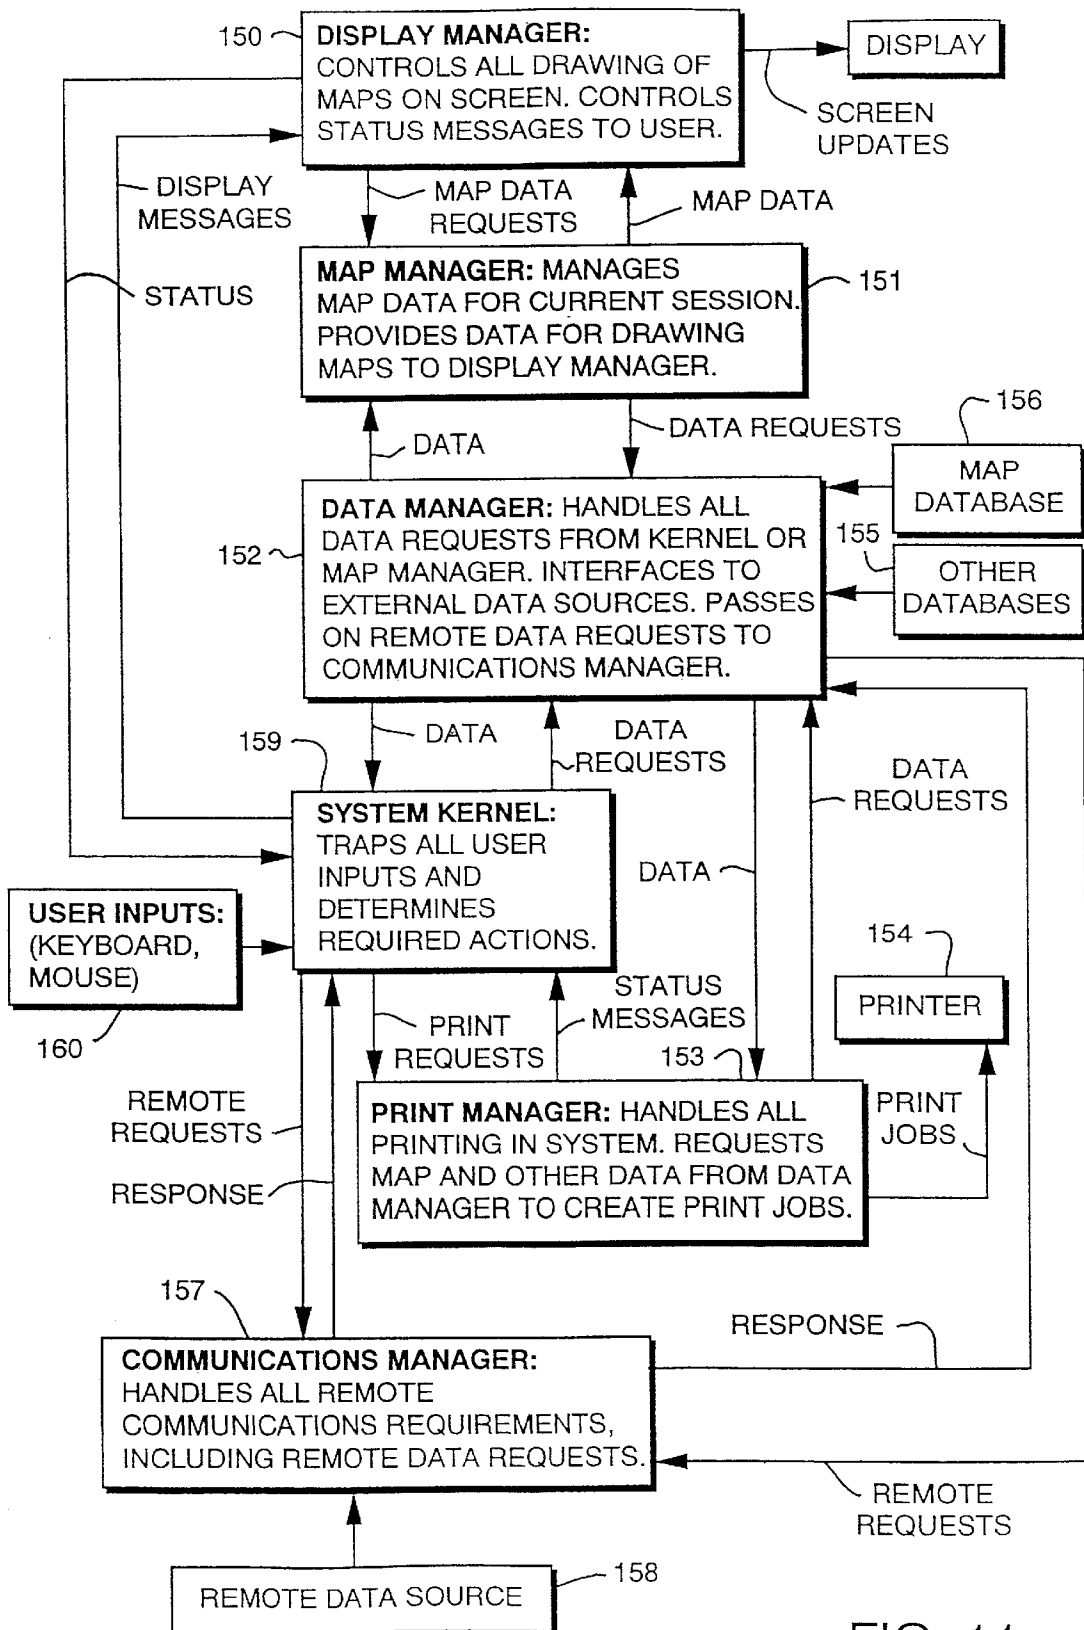 150
DISPLAY MANAGER:
CONTROLS ALL DRAWING OF
MAPS ON SCREEN. CONTROLS
STATUS MESSAGES TO USER.
DISPLAY
SCREEN
UPDATES
DISPLAY
MESSAGES
MAP DATA
REQUESTS
MAP DATA
STATUS
MAP MANAGER: MANAGES
MAP DATA FOR CURRENT SESSION.
PROVIDES DATA FOR DRAWING
MAPS TO DISPLAY MANAGER.
151
DATA
DATA REQUESTS
156
MAP
DATABASE
152
DATA MANAGER: HANDLES ALL
DATA REQUESTS FROM KERNEL OR
MAP MANAGER. INTERFACES TO
EXTERNAL DATA SOURCES. PASSES
ON REMOTE DATA REQUESTS TO
COMMUNICATIONS MANAGER.
155
OTHER
DATABASES
159
DATA
DATA
REQUESTS
DATA
REQUESTS
SYSTEM KERNEL:
TRAPS ALL USER
INPUTS AND
DETERMINES
REQUIRED ACTIONS.
DATA
USER INPUTS:
(KEYBOARD,
MOUSE)
160
154
PRINTER
PRINT
REQUESTS
STATUS
MESSAGES
153
REMOTE
REQUESTS
PRINT MANAGER: HANDLES ALL
PRINTING IN SYSTEM. REQUESTS
MAP AND OTHER DATA FROM DATA
MANAGER TO CREATE PRINT JOBS.
PRINT
JOBS
RESPONSE
157
RESPONSE
COMMUNICATIONS MANAGER:
HANDLES ALL REMOTE
COMMUNICATIONS REQUIREMENTS,
INCLUDING REMOTE DATA REQUESTS.
REMOTE
REQUESTS
REMOTE DATA SOURCE
158